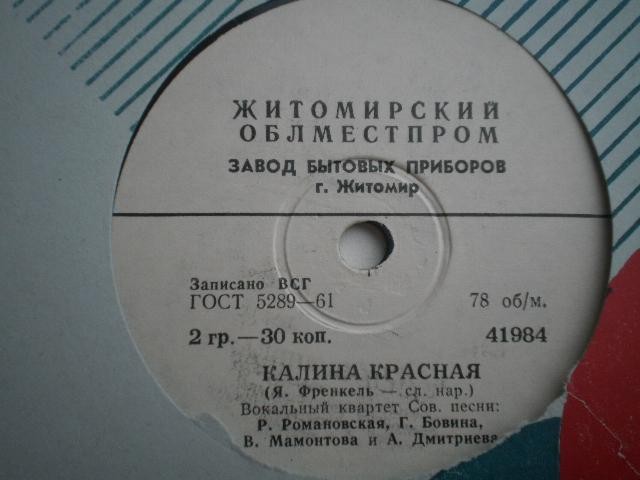 ЖИТОМИРСКИЙ
ОБЛМЕСТПРОМ
ЗАВОД БЫТОВЫХ ПРИБОРОВ
г. Житомир
Записано ВСГ
ГОСТ 5289—61 78 об/м.
2 гр.—30 коп. 41984
КАЛИНА КРАСНАЯ
(Я. Френкель — сл. нар.)
Вокальный квартет Сов. песни:
Р. Романовская, Г. Бовина,
В. Мамонтова и А. Дмитриева